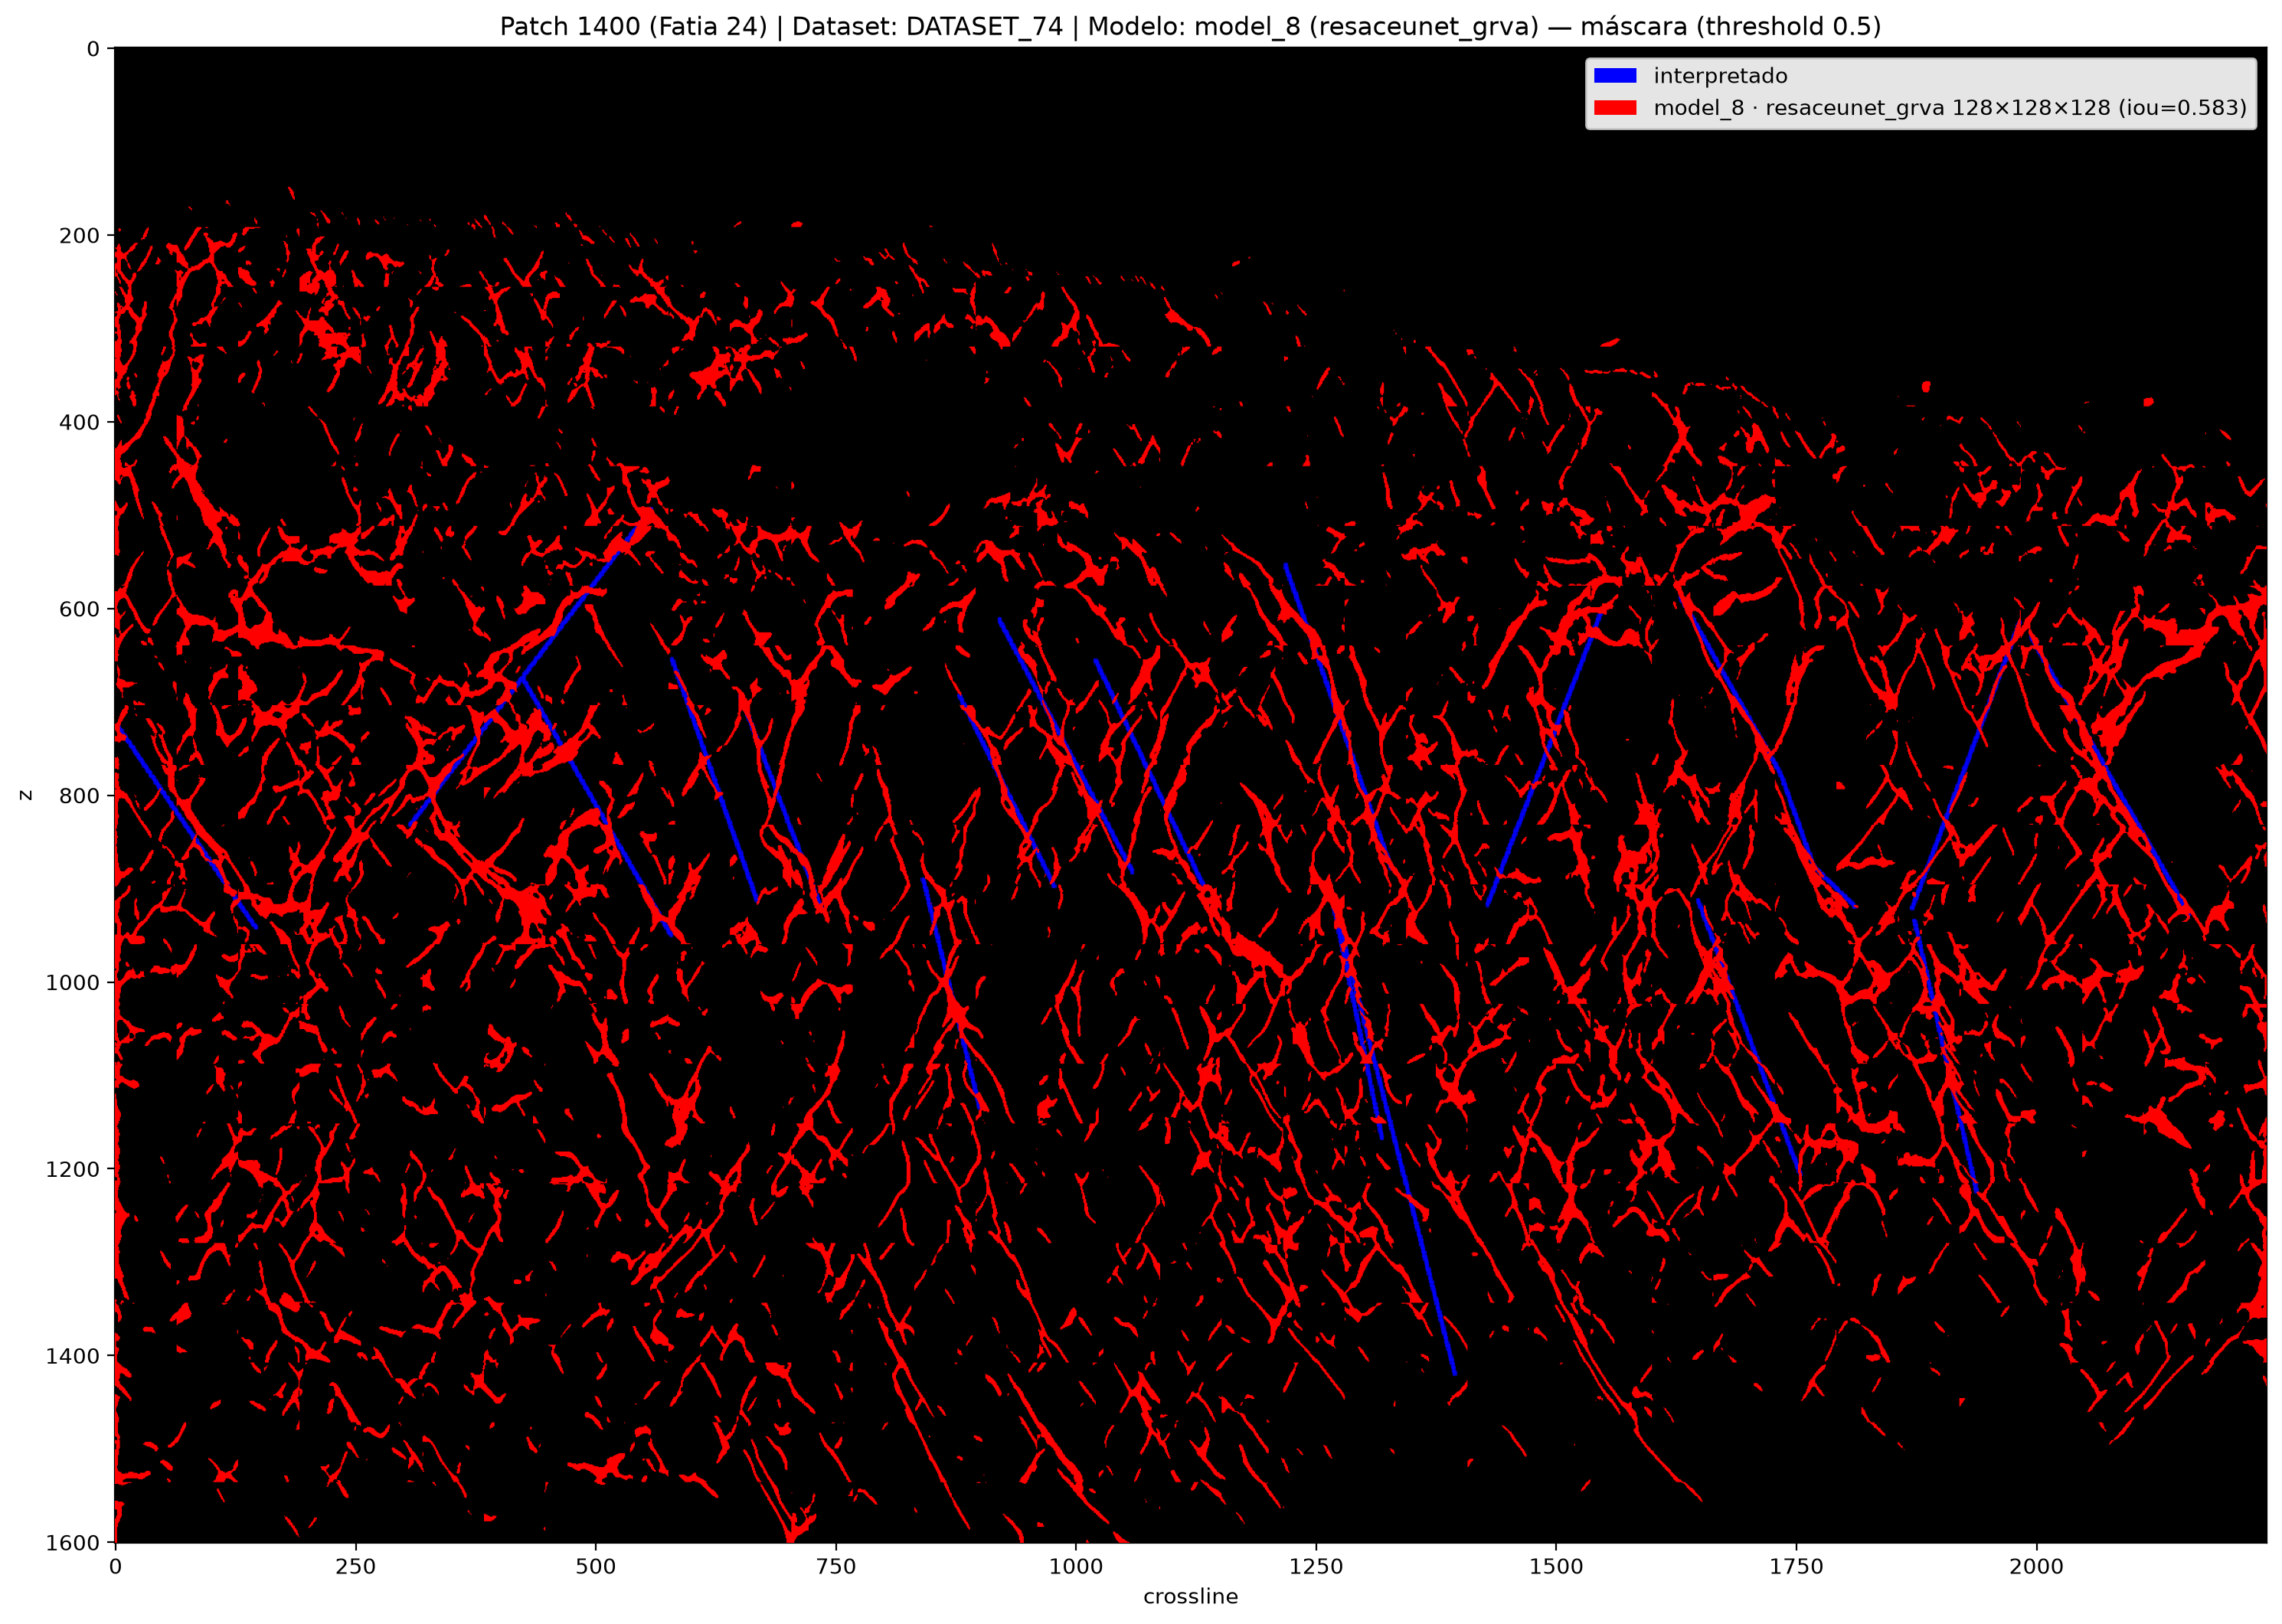 Patch 1400 (Fatia 24) | Dataset: DATASET_74 | Modelo: model_8 (resaceunet_grva) — máscara (threshold 0.5)
interpretado
model_8 · resaceunet_grva 128×128×128 (iou=0.583)
0
200
400
600
800
1000
1200
1400
1600
z
0 250 500 750 1000 1250 1500 1750 2000
crossline